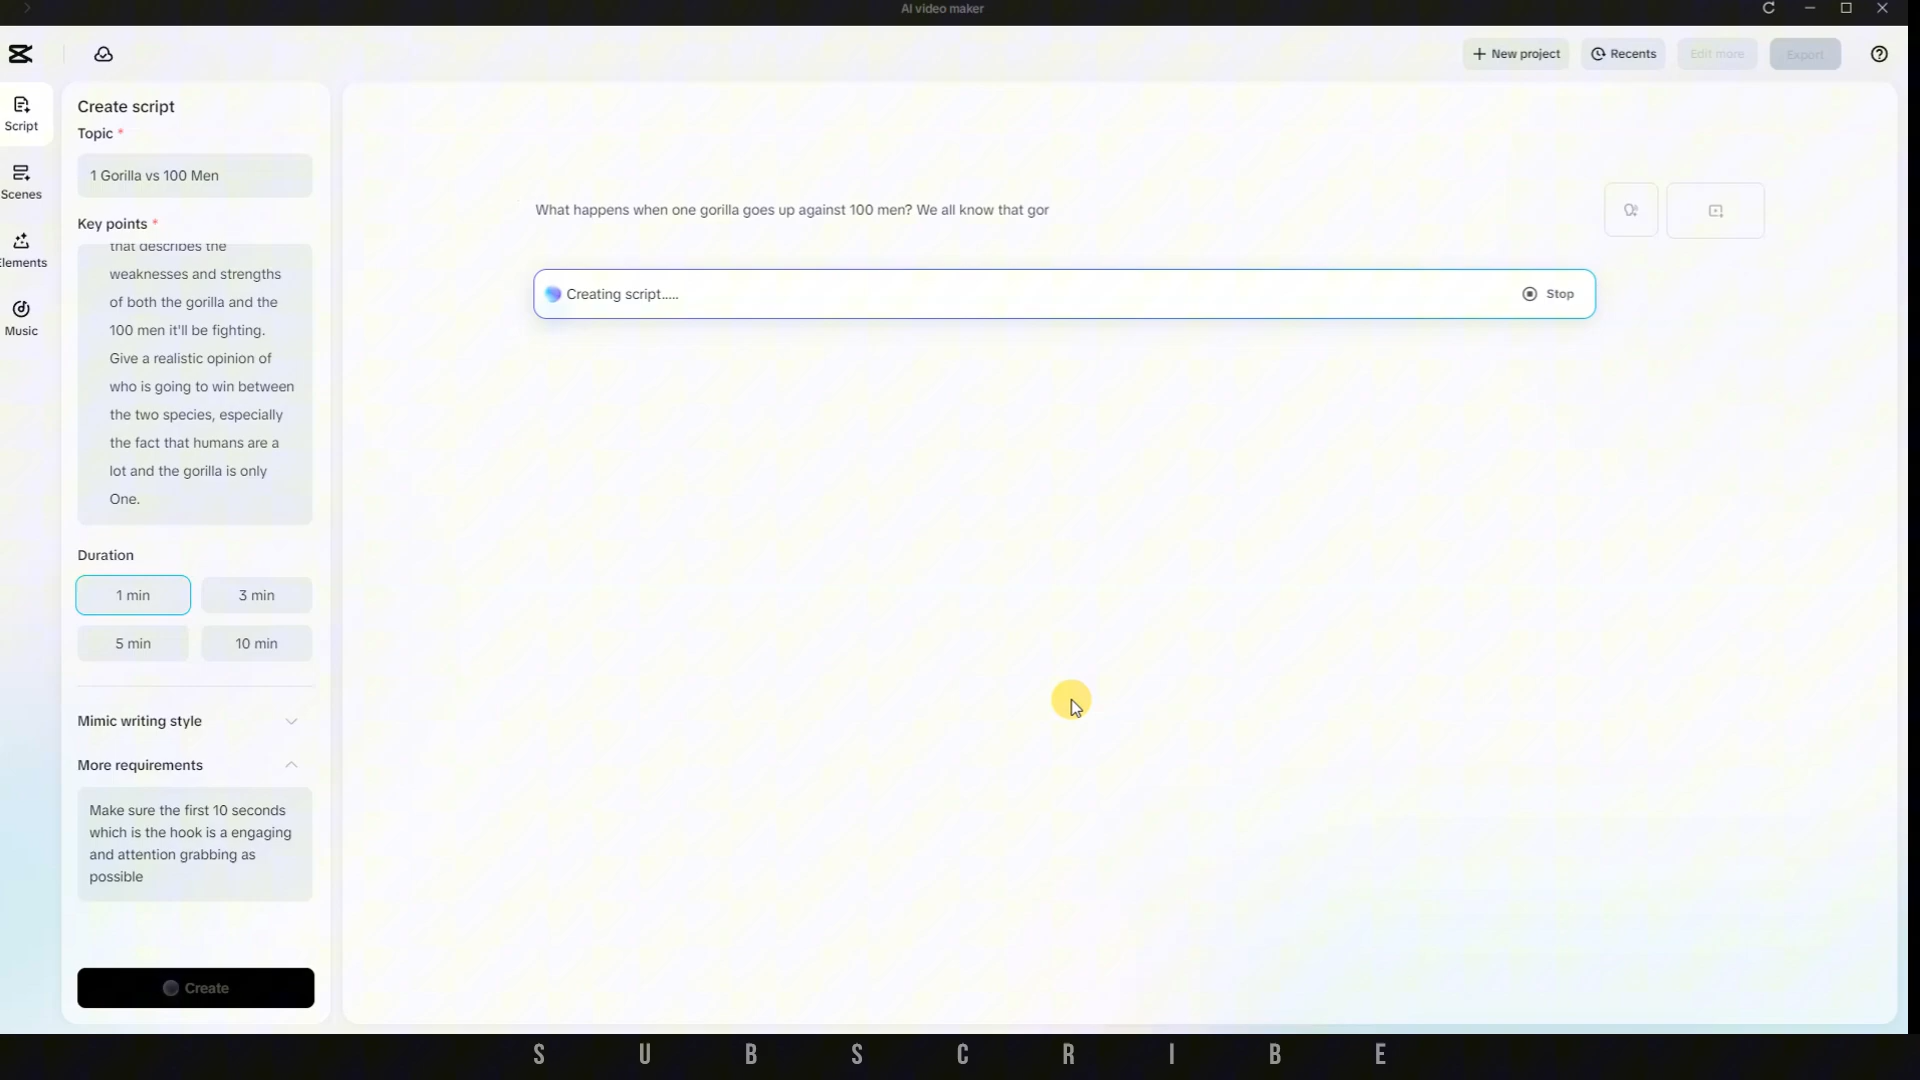 AI video maker
New project
Recents
Edit more
Export
Script
Scenes
Elements
Music
Create script
Topic *
1 Gorilla vs 100 Men
Key points *
that describes the
weaknesses and strengths
of both the gorilla and the
100 men it'll be fighting.
Give a realistic opinion of
who is going to win between
the two species, especially
the fact that humans are a
lot and the gorilla is only
One.
Duration
1 min
3 min
5 min
10 min
Mimic writing style
More requirements
Make sure the first 10 seconds
which is the hook is a engaging
and attention grabbing as
possible
Create
What happens when one gorilla goes up against 100 men? We all know that gor
Creating script.....
Stop
SUBSCRIBE